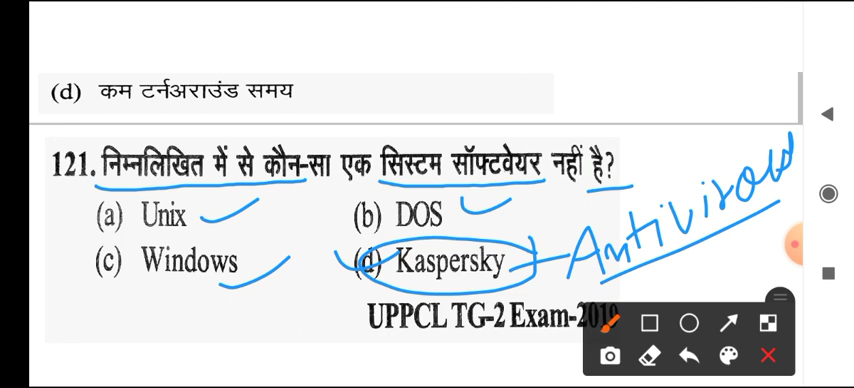 (d) कम टर्नअराउंड समय
121. निम्नलिखित में से कौन-सा एक सिस्टम सॉफ्टवेयर नहीं है?
(a) Unix (b) DOS
(c) Windows (d) Kaspersky Antivirous
UPPCL TG-2 Exam-2019